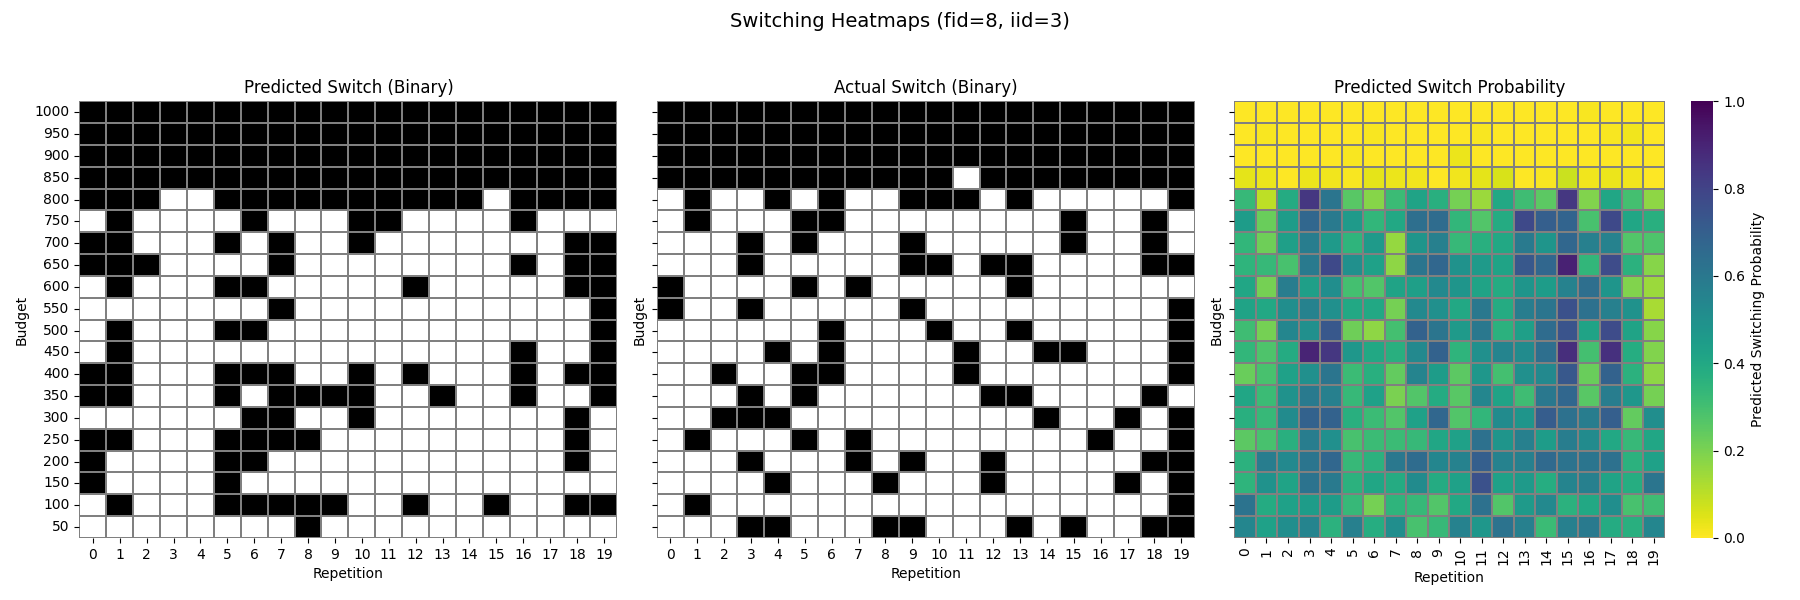 Switching Heatmaps (fid=8, iid=3)
Predicted Switch (Binary)
Budget
1000
950
900
850
800
750
700
650
600
550
500
450
400
350
300
250
200
150
100
50
0 1 2 3 4 5 6 7 8 9 10 11 12 13 14 15 16 17 18 19
Repetition
Actual Switch (Binary)
Budget
0 1 2 3 4 5 6 7 8 9 10 11 12 13 14 15 16 17 18 19
Repetition
Predicted Switch Probability
Budget
0 1 2 3 4 5 6 7 8 9 10 11 12 13 14 15 16 17 18 19
Repetition
1.0
0.8
0.6
0.4
0.2
0.0
Predicted Switching Probability